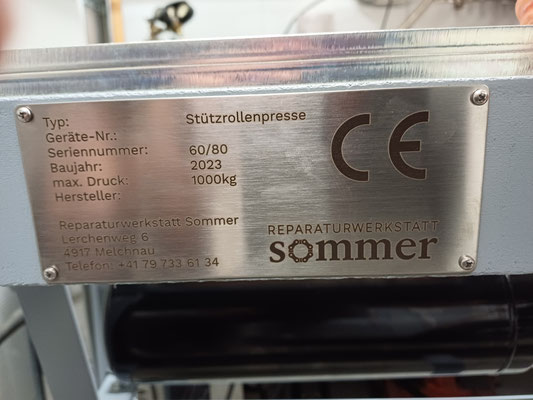 Typ: Stützrollenpresse
Geräte-Nr.:
Seriennummer: 60/80
Baujahr: 2023
max. Druck: 1000kg
Hersteller:
Reparaturwerkstatt Sommer
Lerchenweg 6
4917 Melchnau
Telefon: +41 79 733 61 34
CE
REPARATURWERKSTATT
sommer